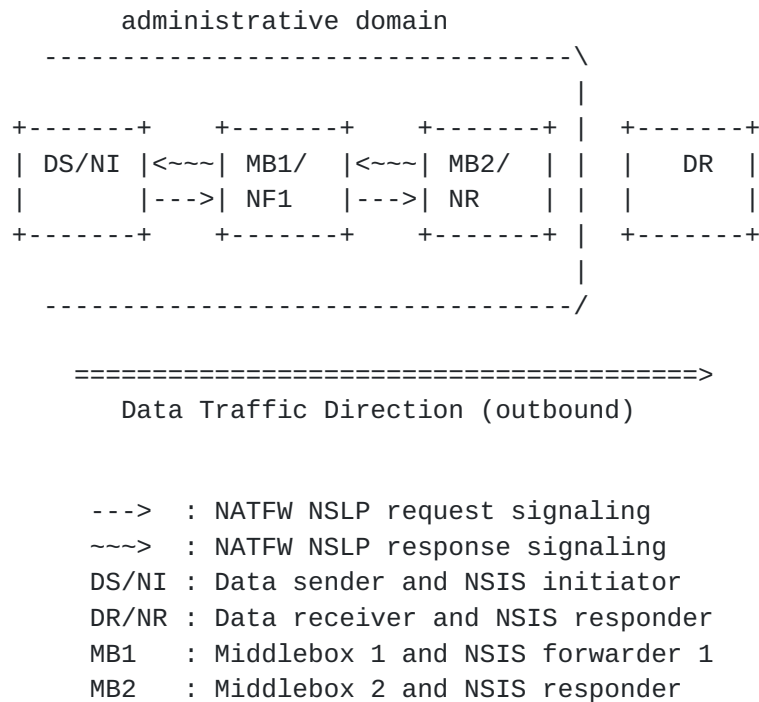 administrative domain
  ----------------------------------\
                                    |
+-------+    +-------+    +-------+ |  +-------+
| DS/NI |<~~~| MB1/  |<~~~| MB2/  | |  |   DR  |
|       |--->| NF1   |--->| NR    | |  |       |
+-------+    +-------+    +-------+ |  +-------+
                                    |
  ----------------------------------/

    ========================================>
       Data Traffic Direction (outbound)

     --->  : NATFW NSLP request signaling
     ~~~>  : NATFW NSLP response signaling
     DS/NI : Data sender and NSIS initiator
     DR/NR : Data receiver and NSIS responder
     MB1   : Middlebox 1 and NSIS forwarder 1
     MB2   : Middlebox 2 and NSIS responder